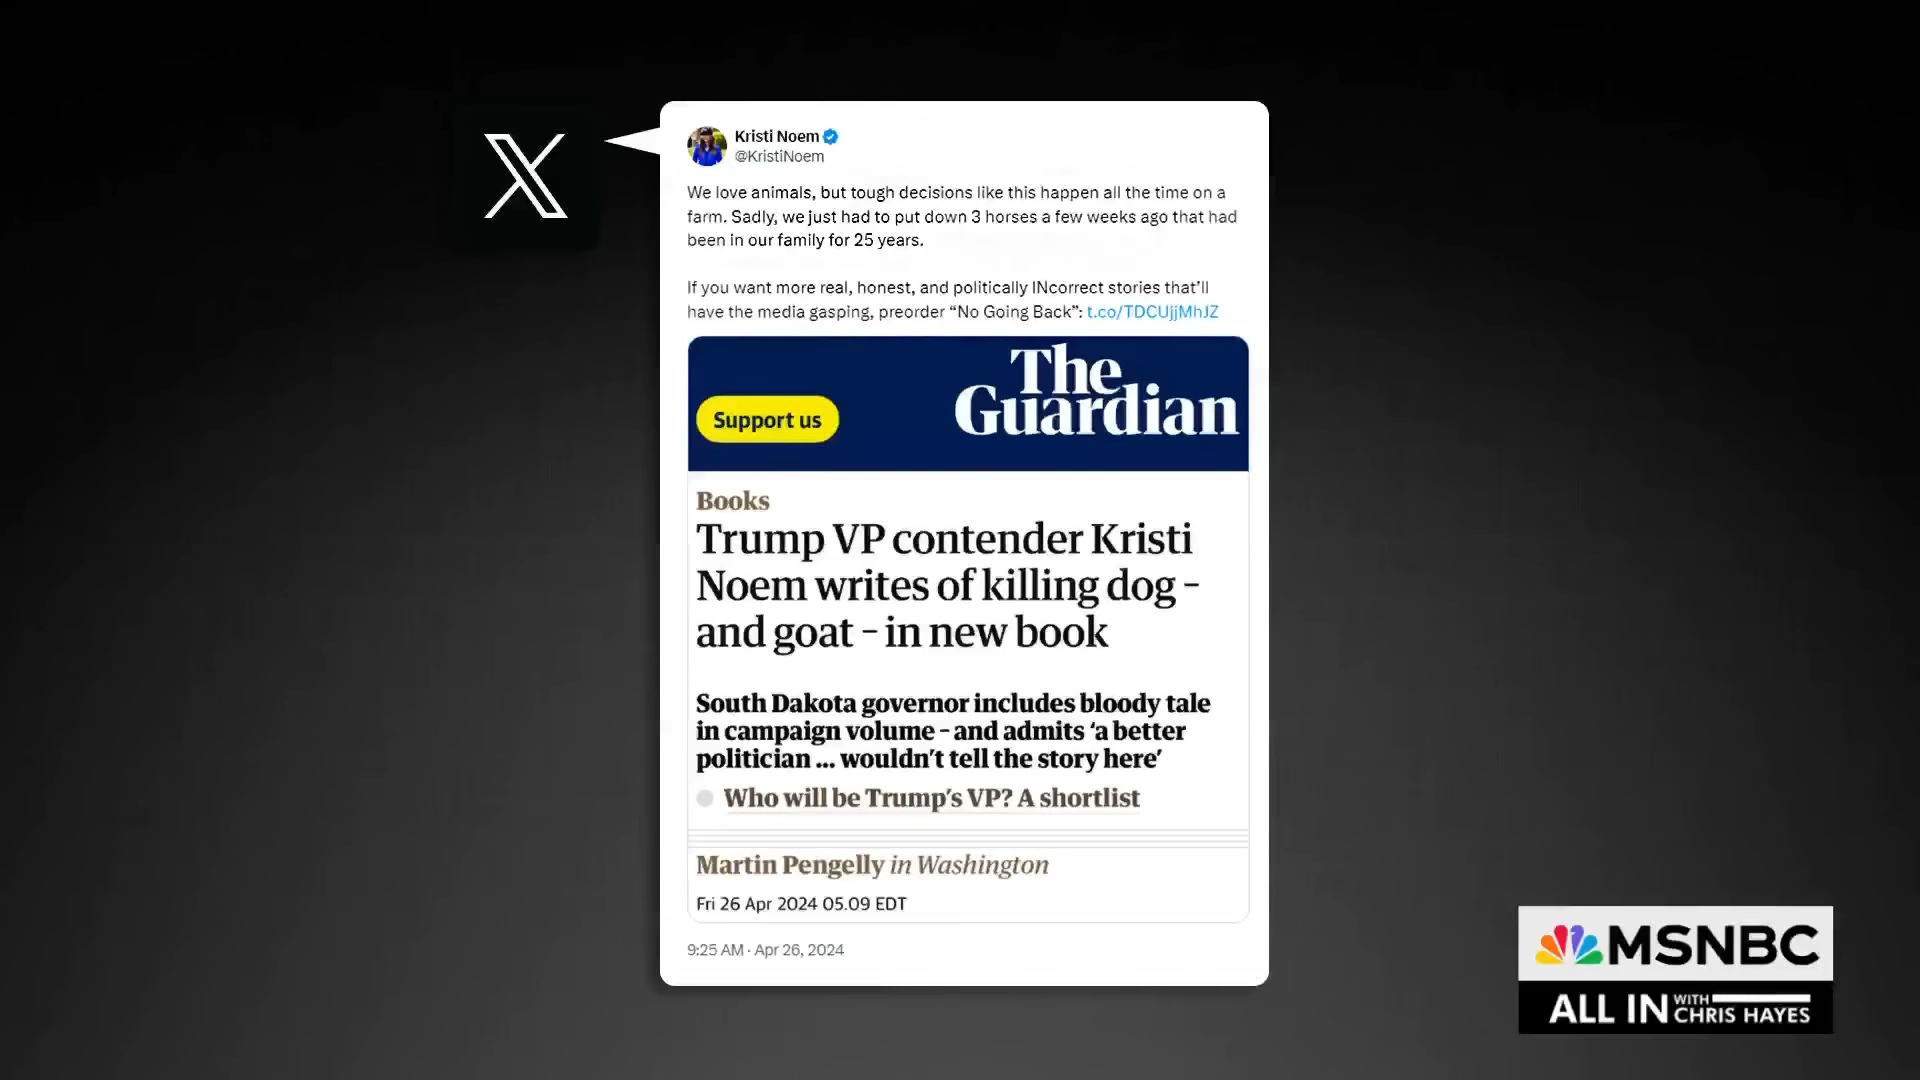 Kristi Noem
@KristiNoem
We love animals, but tough decisions like this happen all the time on a
farm. Sadly, we just had to put down 3 horses a few weeks ago that had
been in our family for 25 years.
If you want more real, honest, and politically INcorrect stories that’ll
have the media gasping, preorder “No Going Back”: t.co/TDCUjjMhJZ
The
Guardian
Support us
Books
Trump VP contender Kristi
Noem writes of killing dog –
and goat – in new book
South Dakota governor includes bloody tale
in campaign volume – and admits ‘a better
politician … wouldn’t tell the story here’
Who will be Trump’s VP? A shortlist
Martin Pengelly in Washington
Fri 26 Apr 2024 05.09 EDT
9:25 AM · Apr 26, 2024
MSNBC
ALL IN WITH CHRIS HAYES